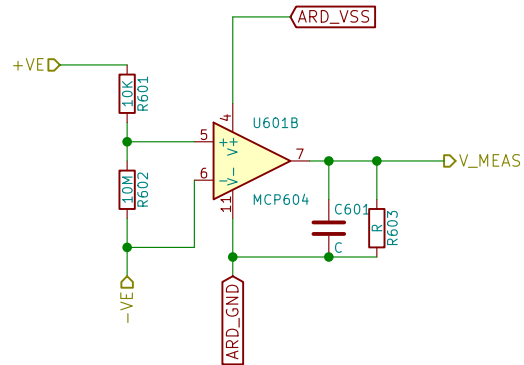 ARD_VSS
+VE
10K
R601
4
U601B
5
+
V+
7
V_MEAS
6
-
V-
10M
R602
11
MCP604
C601
C
R
R603
-VE
ARD_GND